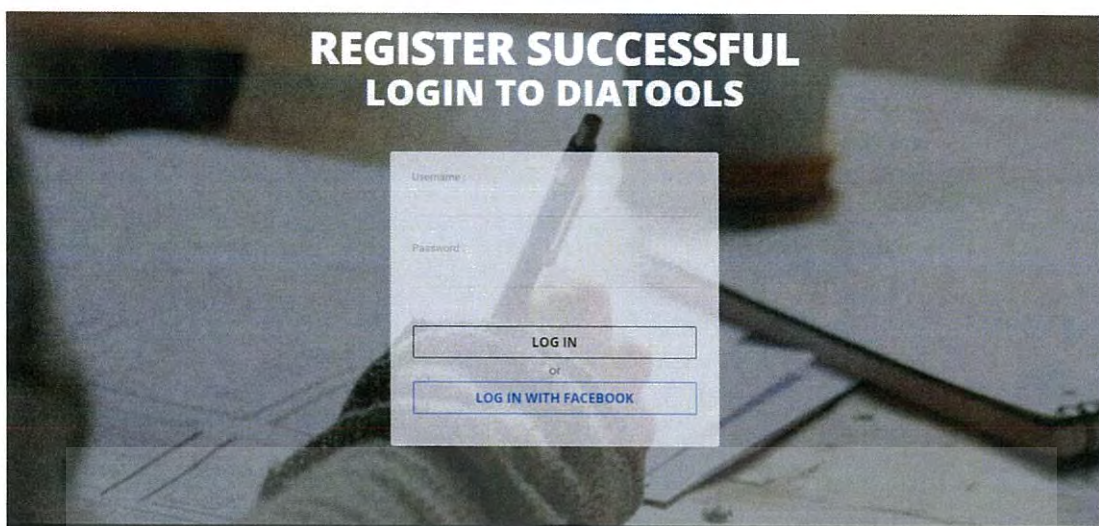 REGISTER SUCCESSFUL
LOGIN TO DIATOOLS
Username :
Password :
LOG IN
or
LOG IN WITH FACEBOOK